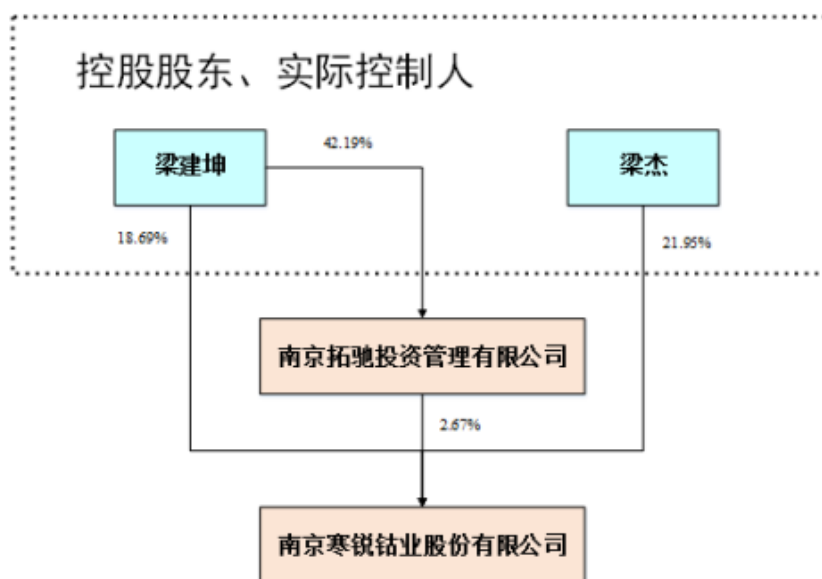 控股股东、实际控制人
42.19%
梁建坤
梁杰
18.69%
21.95%
南京拓驰投资管理有限公司
2.67%
南京寒锐钴业股份有限公司